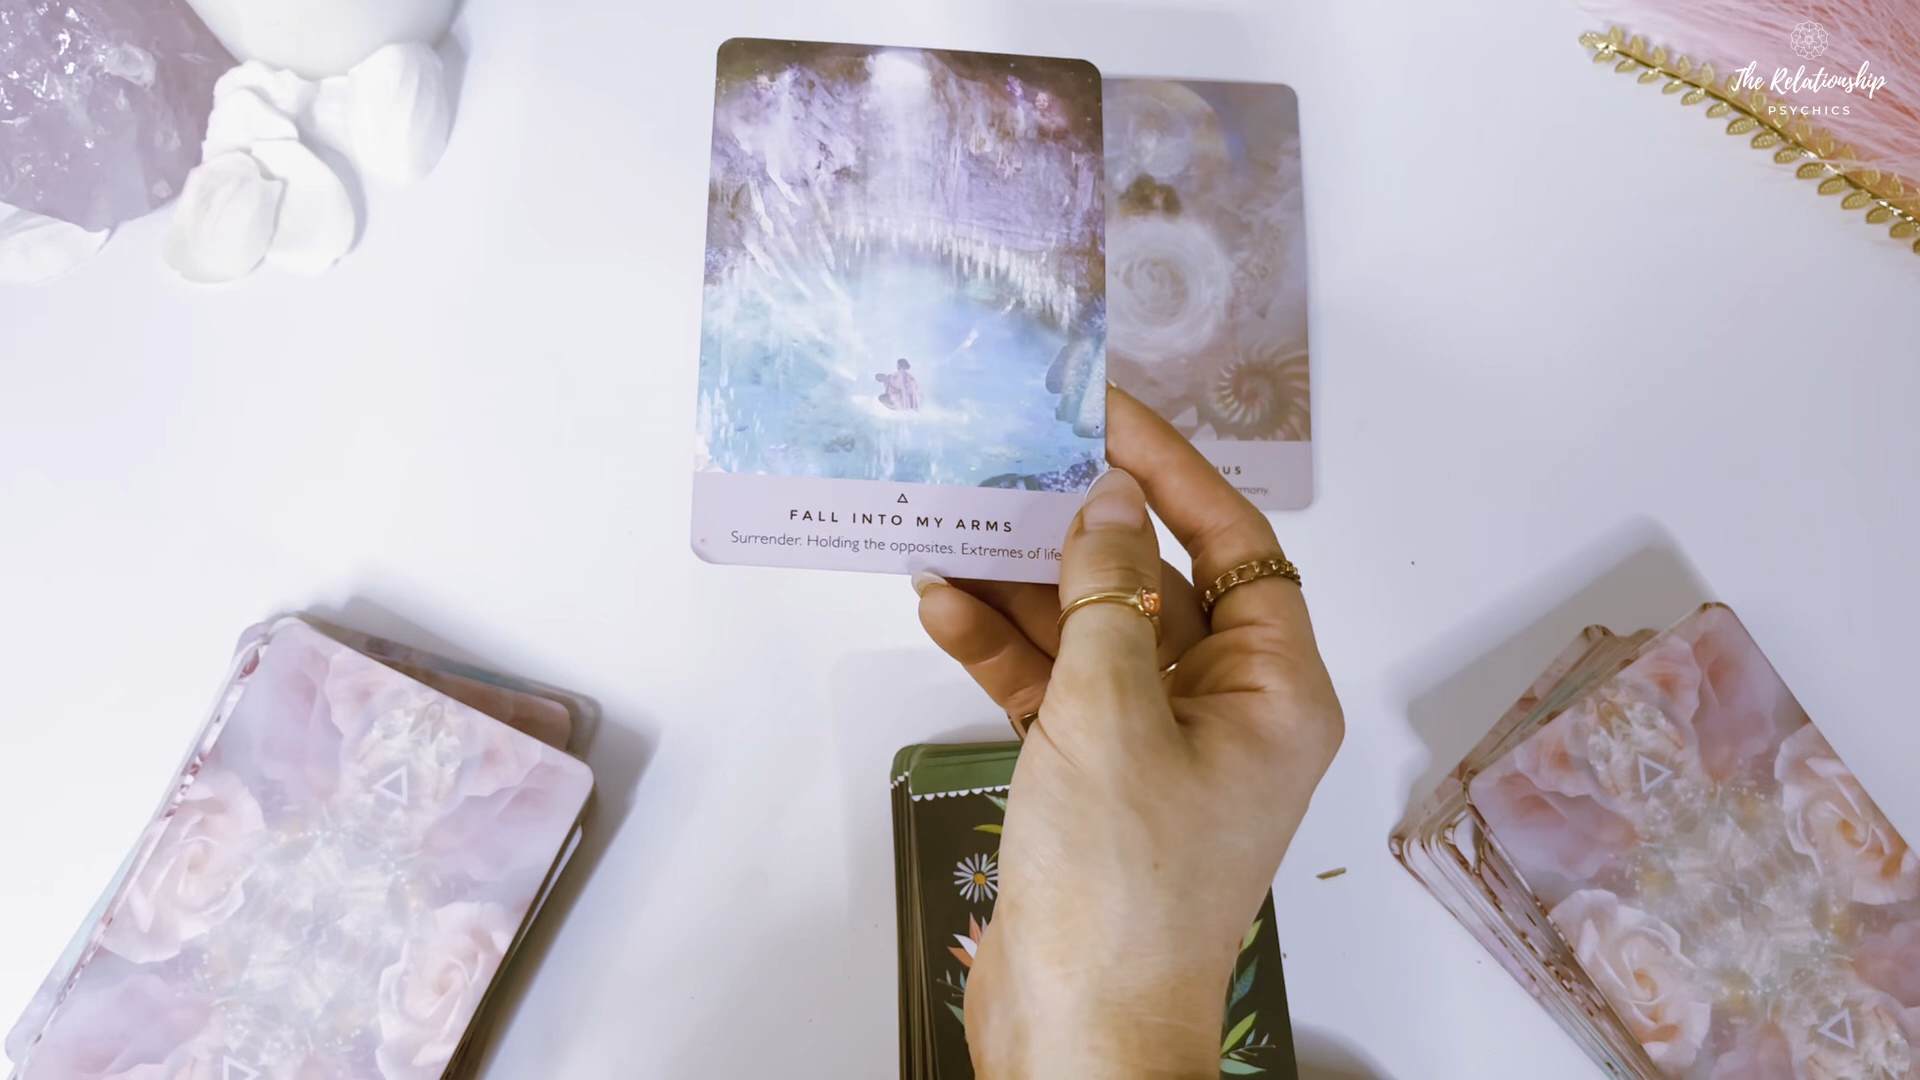 The Relationship
PSYCHICS
FALL INTO MY ARMS
Surrender. Holding the opposites. Extremes of life